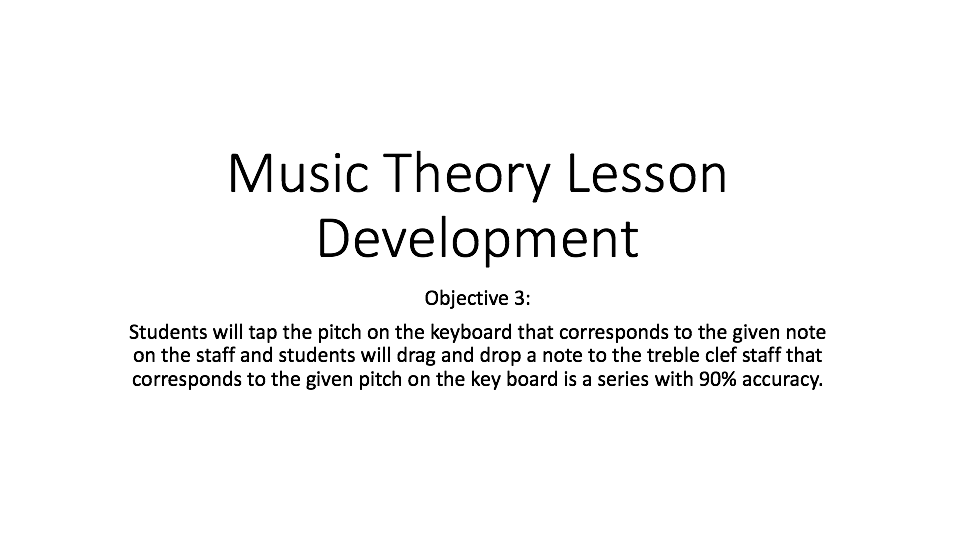 Music Theory Lesson
Development
Objective 3:
Students will tap the pitch on the keyboard that corresponds to the given note
on the staff and students will drag and drop a note to the treble clef staff that
corresponds to the given pitch on the key board is a series with 90% accuracy.